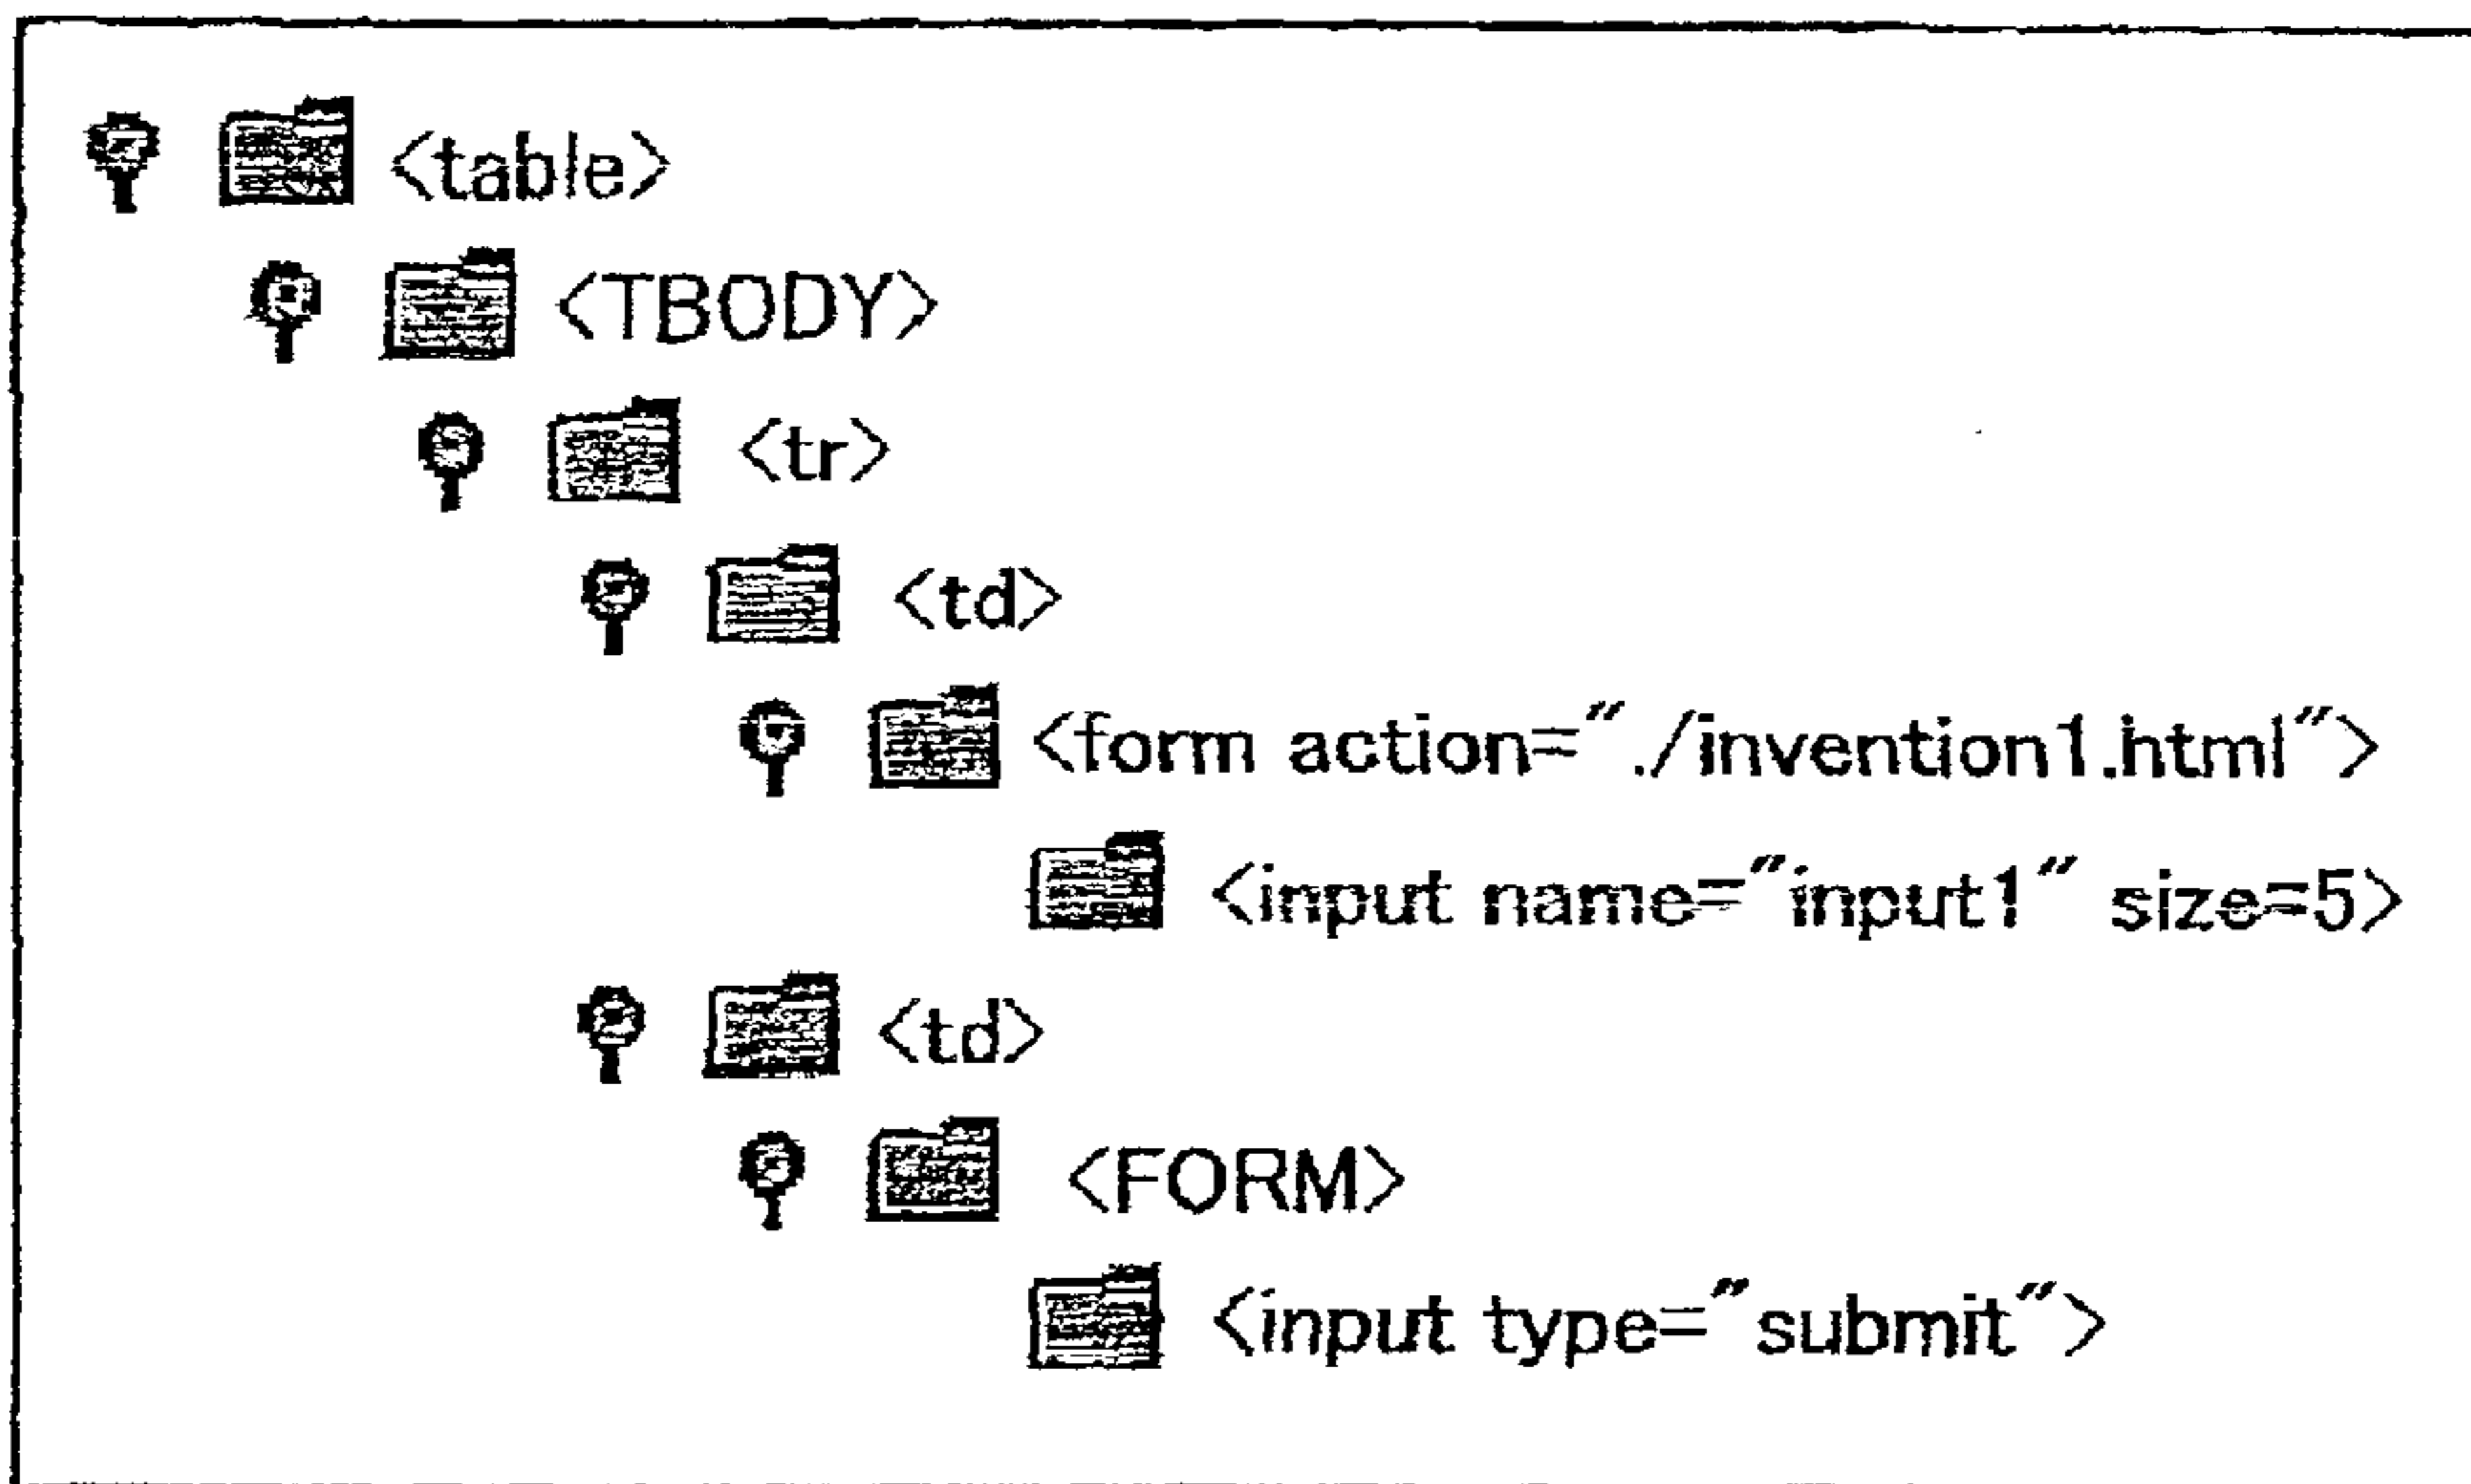 <table>
<TBODY>
<tr>
<td>
<form action="./invention1.html">
<input name="input1" size=5>
<td>
<FORM>
<input type="submit">